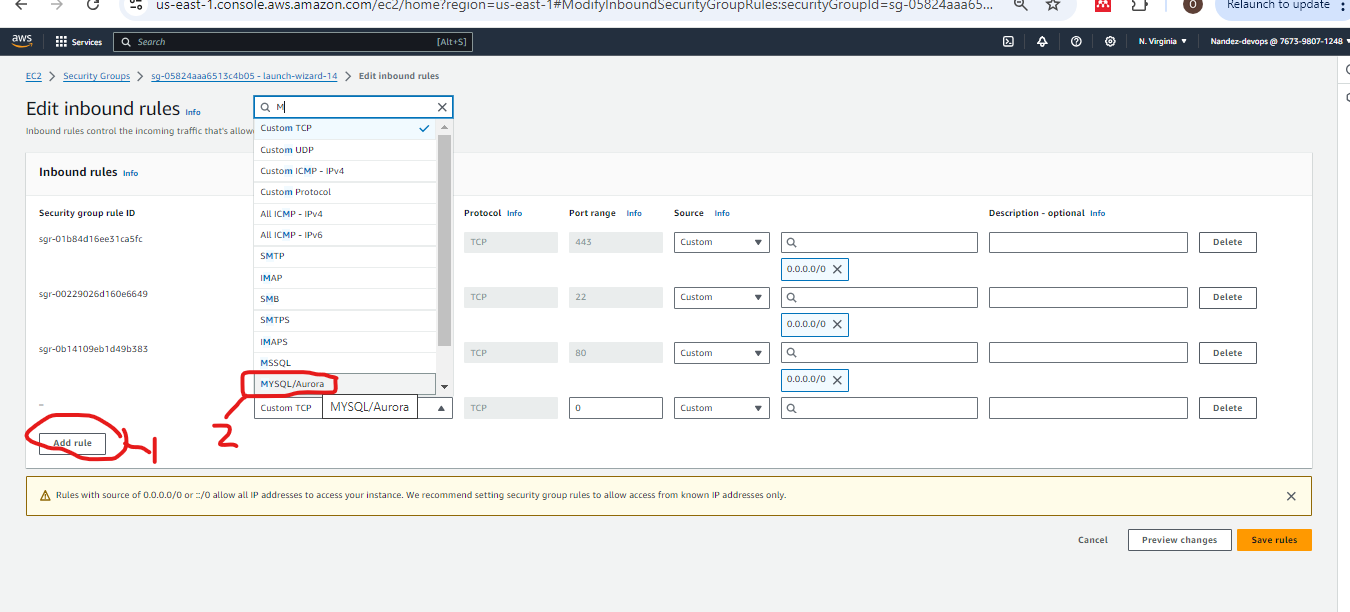 us-east-1.console.aws.amazon.com/ec2/home?region=us-east-1#ModifyInboundSecurityGroupRules:securityGroupId=sg-05824aaa65... O Relaunch to update
aws Services Search [Alt+S] N. Virginia Nandez-devops @ 7673-9807-1248
EC2 Security Groups sg-05824aaa6513c4b05 - launch-wizard-14 Edit inbound rules
Edit inbound rules Info
Inbound rules control the incoming traffic that's allowe
M
Custom TCP
Custom UDP
Custom ICMP - IPv4
Custom Protocol
All ICMP - IPv4
All ICMP - IPv6
SMTP
IMAP
SMB
SMTPS
IMAPS
MSSQL
MYSQL/Aurora
Inbound rules Info
Security group rule ID Protocol Info Port range Info Source Info Description - optional Info
sgr-01b84d16ee31ca5fc TCP 443 Custom Delete
0.0.0.0/0
sgr-00229026d160e6649 TCP 22 Custom Delete
0.0.0.0/0
sgr-0b14109eb1d49b383 TCP 80 Custom Delete
0.0.0.0/0
– Custom TCP MYSQL/Aurora TCP 0 Custom Delete
2
Add rule 1
Rules with source of 0.0.0.0/0 or ::/0 allow all IP addresses to access your instance. We recommend setting security group rules to allow access from known IP addresses only.
Cancel Preview changes Save rules